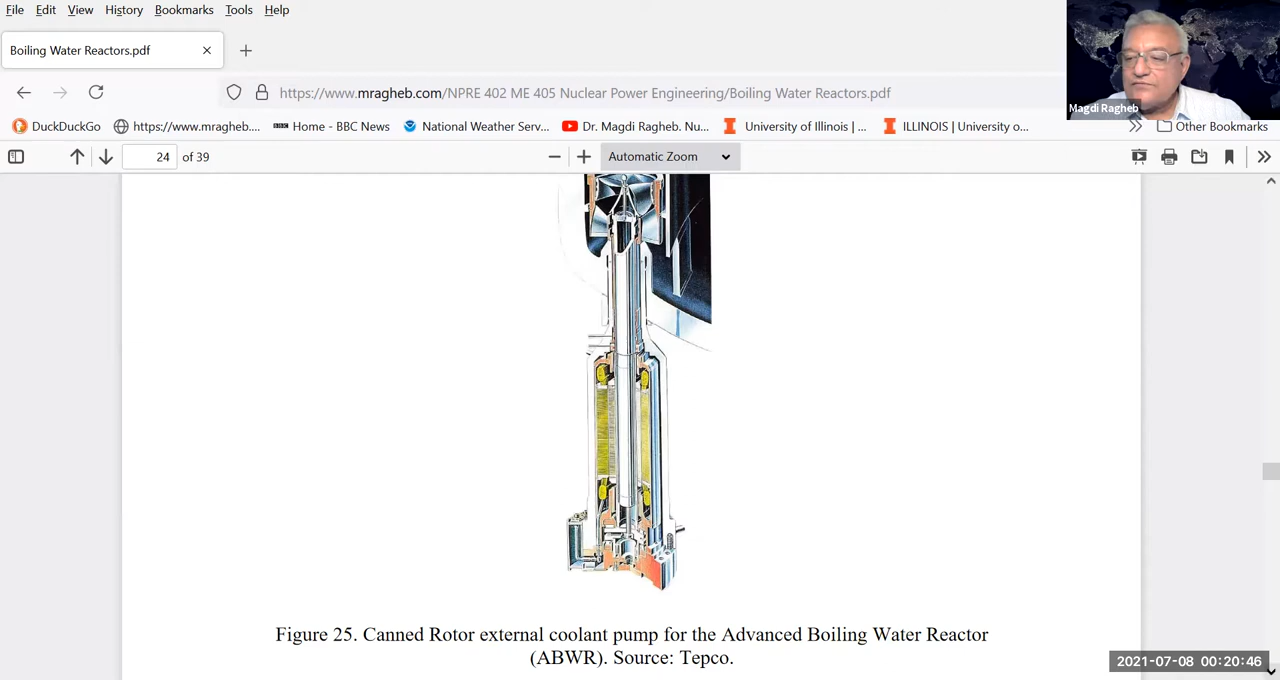 File Edit View History Bookmarks Tools Help
Boiling Water Reactors.pdf
https://www.mragheb.com/NPRE 402 ME 405 Nuclear Power Engineering/Boiling Water Reactors.pdf
Magdi Ragheb
DuckDuckGo https://www.mragheb.... Home - BBC News National Weather Serv... Dr. Magdi Ragheb. Nu... University of Illinois | ... ILLINOIS | University o... Other Bookmarks
24 of 39 Automatic Zoom
Figure 25. Canned Rotor external coolant pump for the Advanced Boiling Water Reactor
(ABWR). Source: Tepco.
2021-07-08 00:20:46